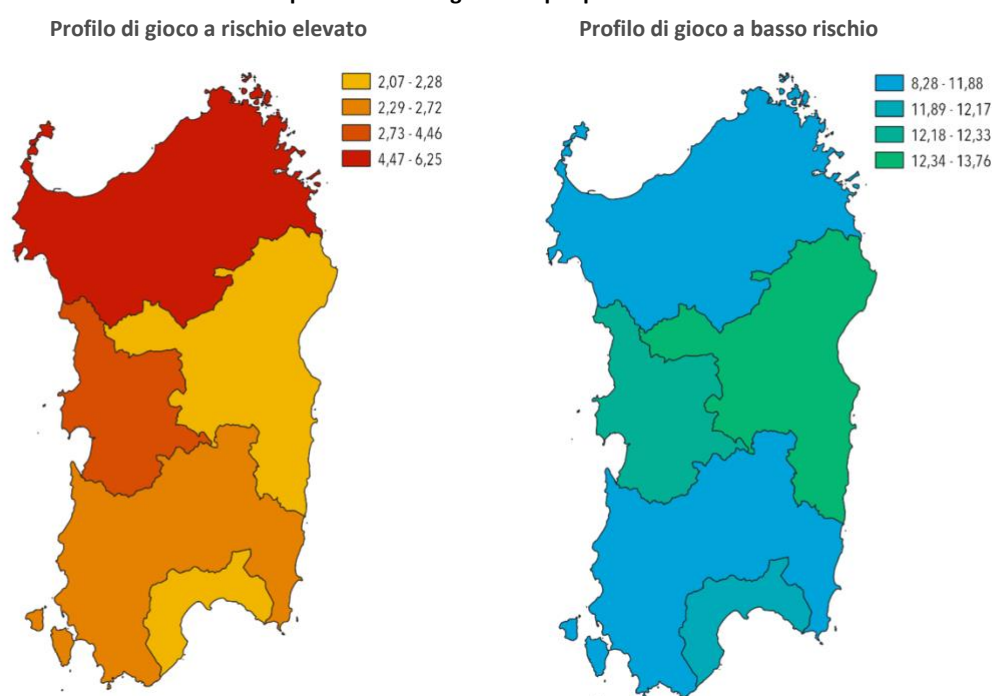 Profilo di gioco a rischio elevato
2,07 - 2,28
2,29 - 2,72
2,73 - 4,46
4,47 - 6,25
Profilo di gioco a basso rischio
8,28 - 11,88
11,89 - 12,17
12,18 - 12,33
12,34 - 13,76